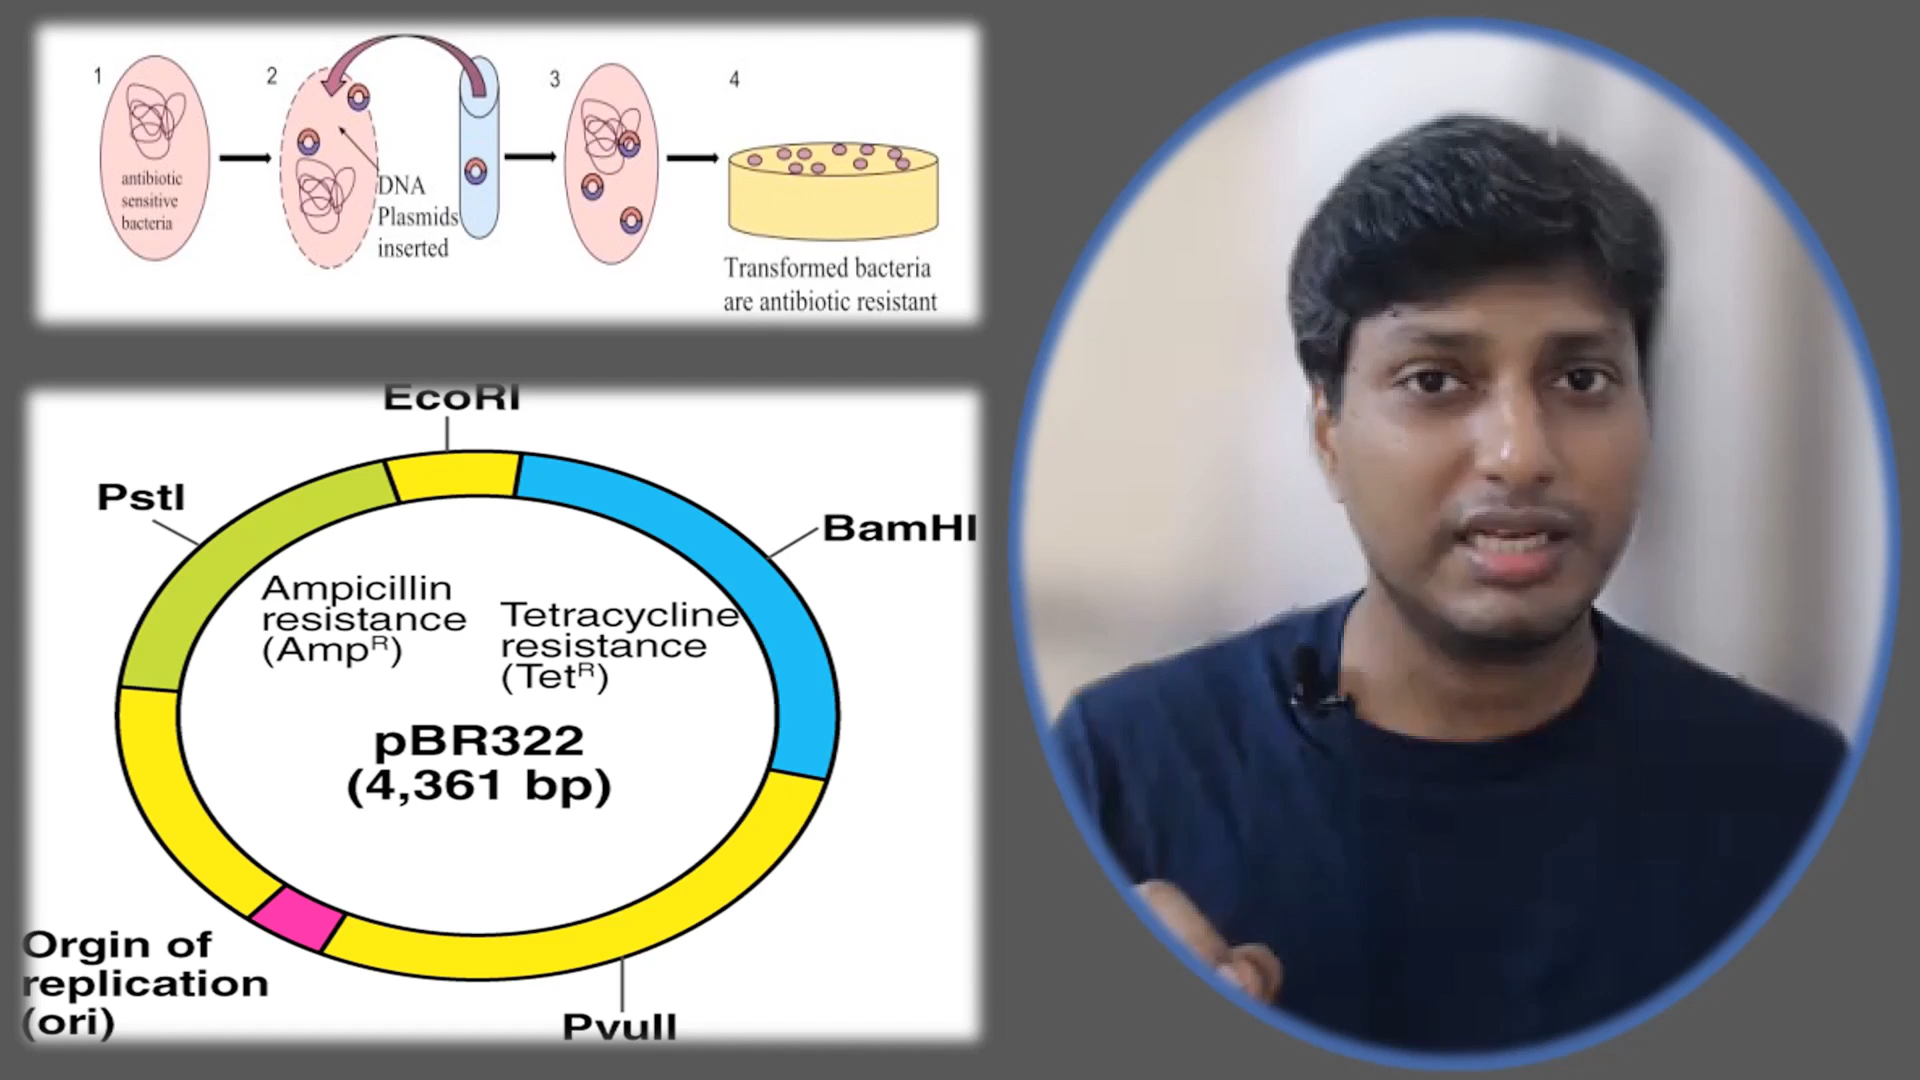 1
2
3
4
antibiotic
sensitive
bacteria
DNA
Plasmids
inserted
Transformed bacteria
are antibiotic resistant
EcoRI
PstI
BamHI
Ampicillin
resistance
(Ampᴿ)
Tetracycline
resistance
(Tetᴿ)
pBR322
(4,361 bp)
Orgin of
replication
(ori)
PvuII